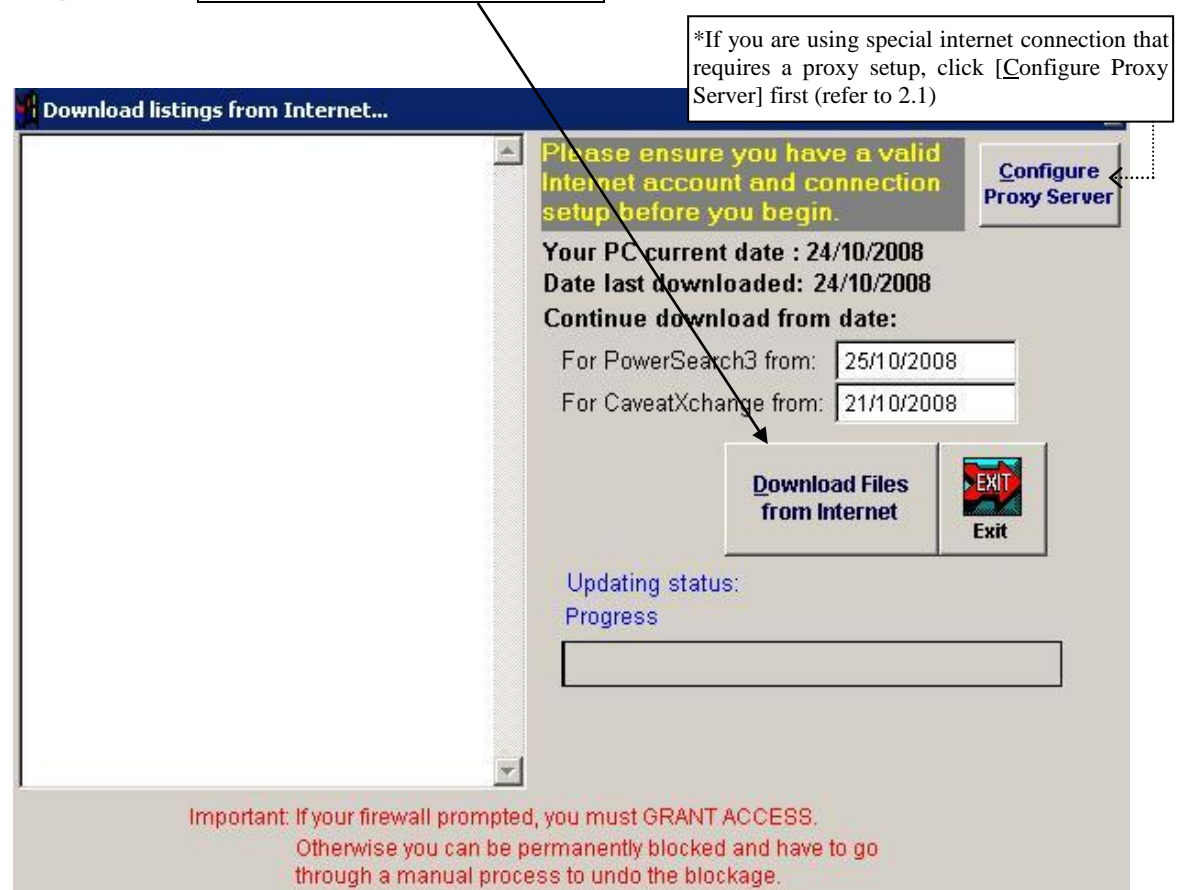 *If you are using special internet connection that
requires a proxy setup, click [Configure Proxy
Server] first (refer to 2.1)
Download listings from Internet...
Please ensure you have a valid
Internet account and connection
setup before you begin.
Configure
Proxy Server
Your PC current date : 24/10/2008
Date last downloaded: 24/10/2008
Continue download from date:
For PowerSearch3 from: 25/10/2008
For CaveatXchange from: 21/10/2008
Download Files
from Internet
EXIT
Exit
Updating status:
Progress
Important: If your firewall prompted, you must GRANT ACCESS.
Otherwise you can be permanently blocked and have to go
through a manual process to undo the blockage.